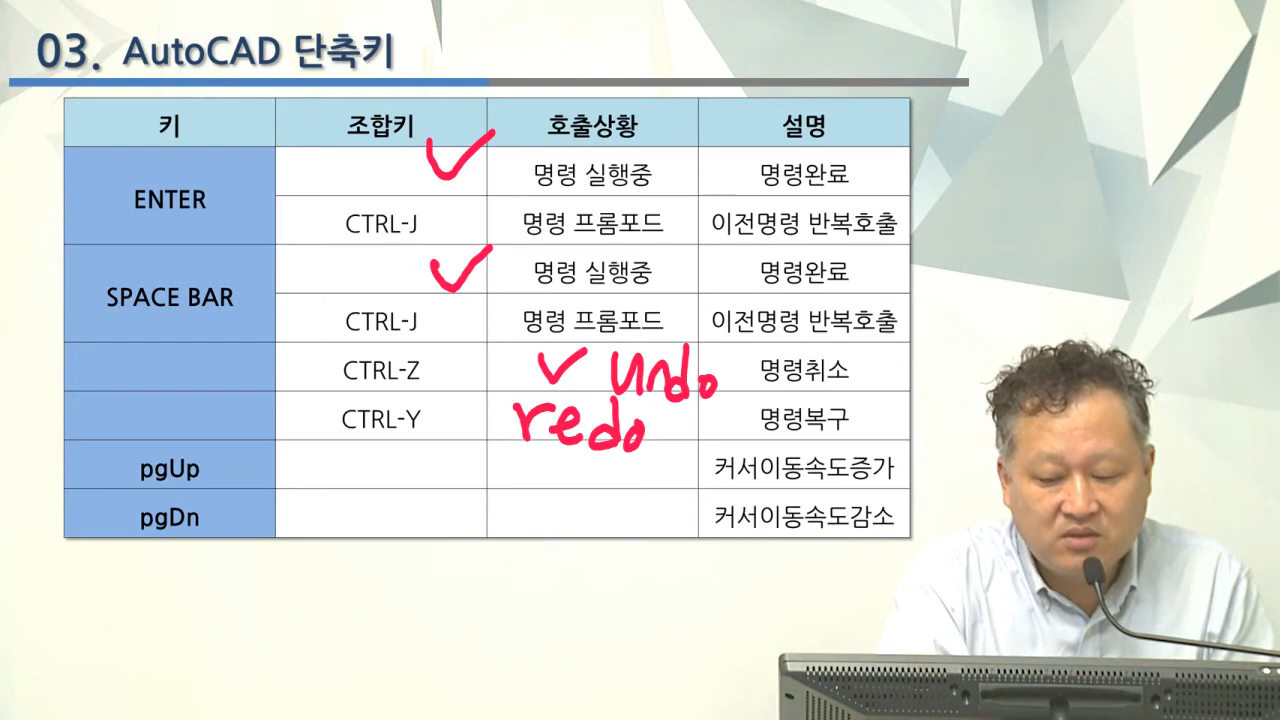 03. AutoCAD 단축키
키 조합키 호출상황 설명
ENTER 명령 실행중 명령완료
CTRL-J 명령 프롬포드 이전명령 반복호출
SPACE BAR 명령 실행중 명령완료
CTRL-J 명령 프롬포드 이전명령 반복호출
CTRL-Z undo 명령취소
CTRL-Y redo 명령복구
pgUp 커서이동속도증가
pgDn 커서이동속도감소